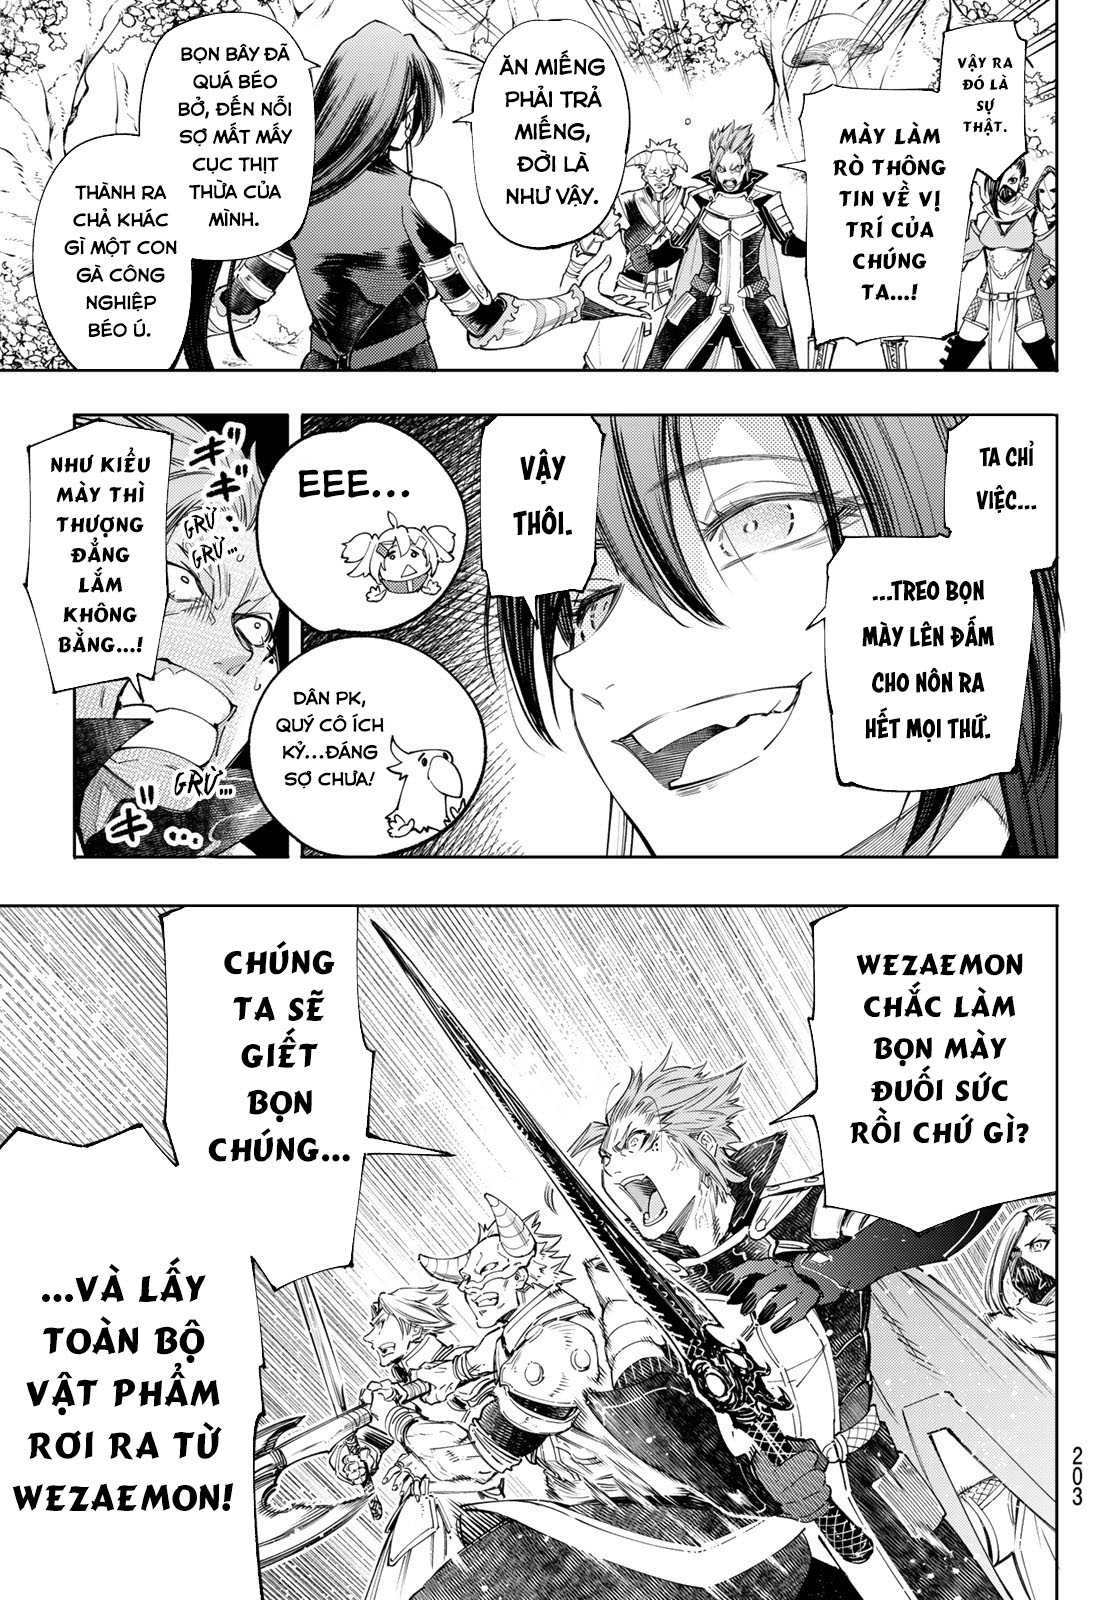 VẬY RA
ĐÓ LÀ
SỰ
THẬT.
MÀY LÀM
RÒ THÔNG
TIN VỀ VỊ
TRÍ CỦA
CHÚNG
TA...!
ĂN MIẾNG
PHẢI TRẢ
MIẾNG,
ĐỜI LÀ
NHƯ VẬY.
BỌN BÂY ĐÃ
QUÁ BÉO
BỞ, ĐẾN NỖI
SỢ MẤT MẤY
CỤC THỊT
THỪA CỦA
MÌNH.
THÀNH RA
CHẢ KHÁC
GÌ MỘT CON
GÀ CÔNG
NGHIỆP
BÉO Ú.
TA CHỈ
VIỆC...
...TREO BỌN
MÀY LÊN ĐẤM
CHO NÔN RA
HẾT MỌI THỨ.
VẬY
THÔI.
EEE...
DÂN PK,
QUÝ CÔ ÍCH
KỶ...ĐÁNG
SỢ CHƯA!
NHƯ KIỂU
MÀY THÌ
THƯỢNG
ĐẲNG
LẮM
KHÔNG
BẰNG...!
ギギ...
GRỪ
GRỪ...
GRỪ...
ギ...
WEZAEMON
CHẮC LÀM
BỌN MÀY
ĐUỐI SỨC
RỒI CHỨ GÌ?
CHÚNG
TA SẼ
GIẾT
BỌN
CHÚNG...
...VÀ LẤY
TOÀN BỘ
VẬT PHẨM
RƠI RA TỪ
WEZAEMON!
203